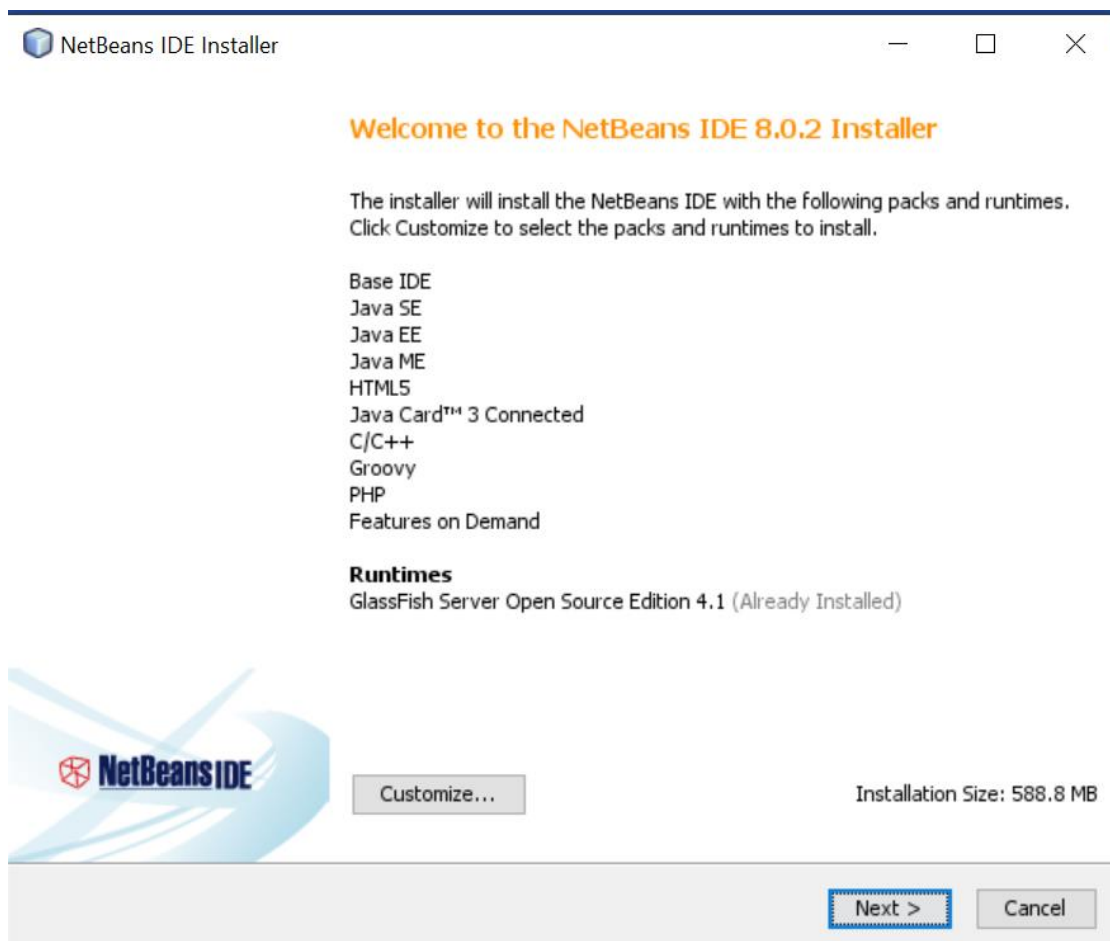 NetBeans IDE Installer
Welcome to the NetBeans IDE 8.0.2 Installer
The installer will install the NetBeans IDE with the following packs and runtimes.
Click Customize to select the packs and runtimes to install.
Base IDE
Java SE
Java EE
Java ME
HTML5
Java Card™ 3 Connected
C/C++
Groovy
PHP
Features on Demand
Runtimes
GlassFish Server Open Source Edition 4.1 (Already Installed)
NetBeans IDE
Customize...
Installation Size: 588.8 MB
Next >
Cancel